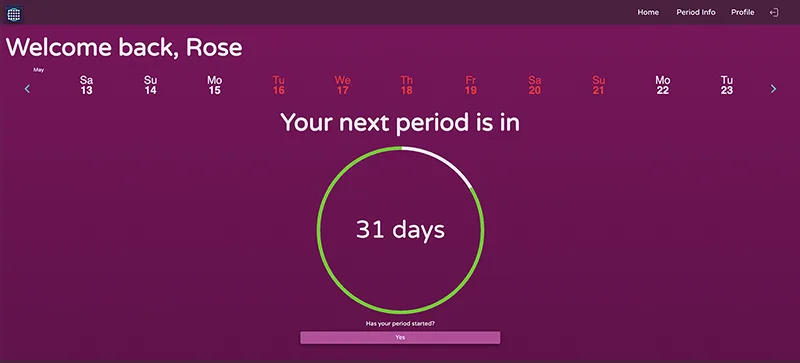 Home Period Info Profile
Welcome back, Rose
May
Sa Su Mo Tu We Th Fr Sa Su Mo Tu
13 14 15 16 17 18 19 20 21 22 23
Your next period is in
31 days
Has your period started?
Yes